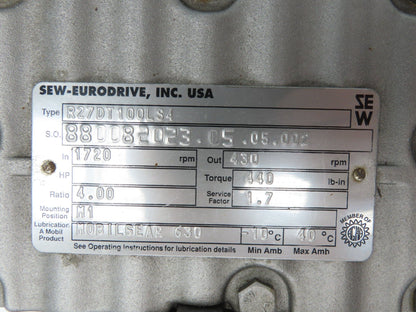 SEW-EURODRIVE, INC. USA
SEW
Type R27DT100LS4
S.O. 880082023.05.05.002
In 1720 rpm Out 430 rpm
HP Torque 440 lb-in
Ratio 4.00 Service Factor 1.7
Mounting Position M1
Lubrication A Mobil Product MOBILGEAR 630 -10°C 40°C
See Operating Instructions for lubrication details Min Amb Max Amb
MEMBER OF